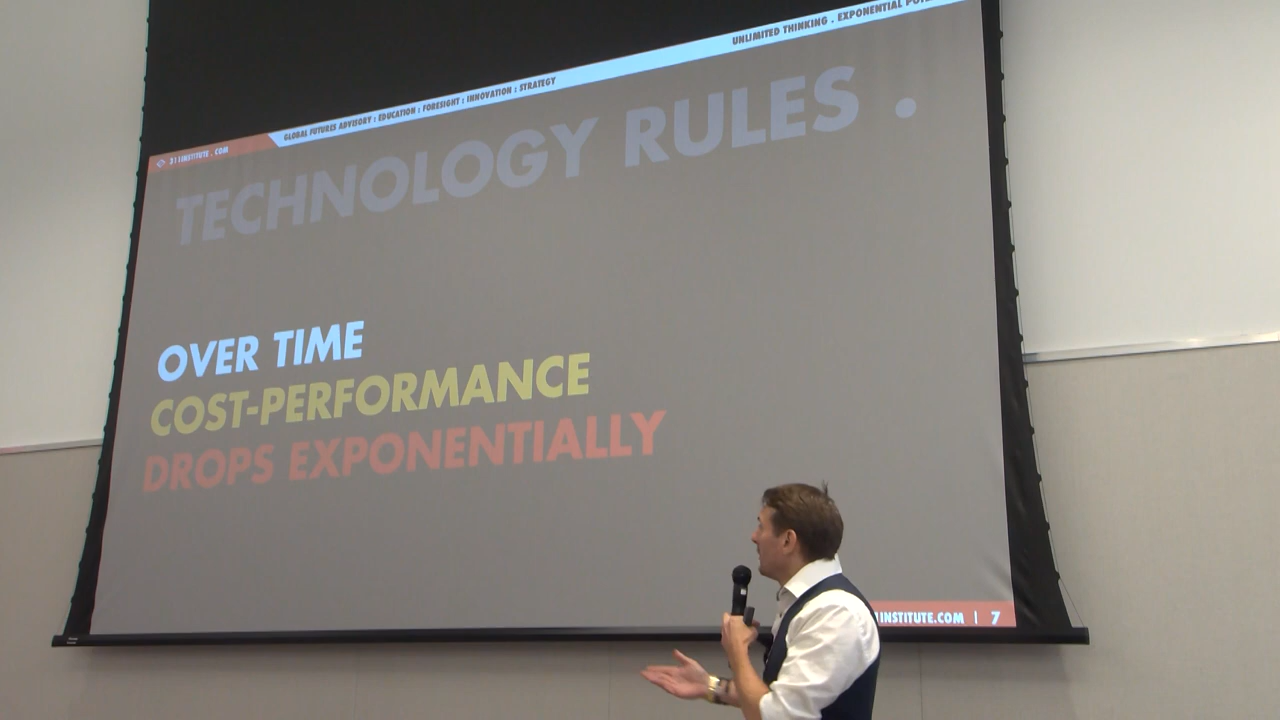 311INSTITUTE . COM
GLOBAL FUTURES ADVISORY : EDUCATION : FORESIGHT : INNOVATION : STRATEGY
UNLIMITED THINKING . EXPONENTIAL
TECHNOLOGY RULES .
OVER TIME
COST-PERFORMANCE
DROPS EXPONENTIALLY
1INSTITUTE.COM | 7